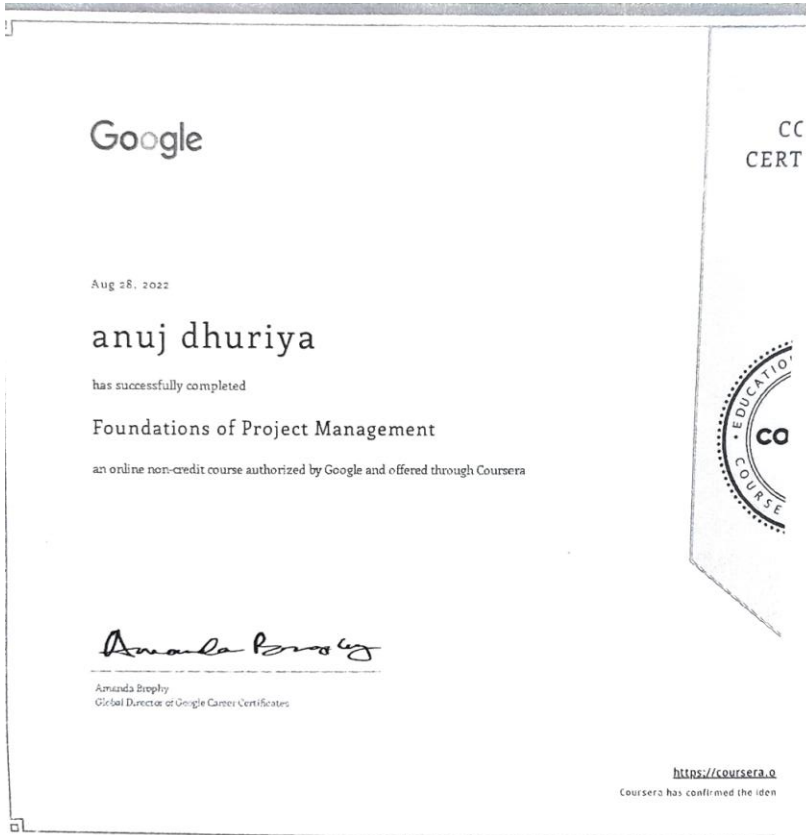 Google
CC
CERT
Aug 28, 2022
anuj dhuriya
has successfully completed
Foundations of Project Management
an online non-credit course authorized by Google and offered through Coursera
EDUCATIO
co
COURSE
Amanda Brophy
Amanda Brophy
Global Director of Google Career Certificates
https://coursera.o
Coursera has confirmed the iden